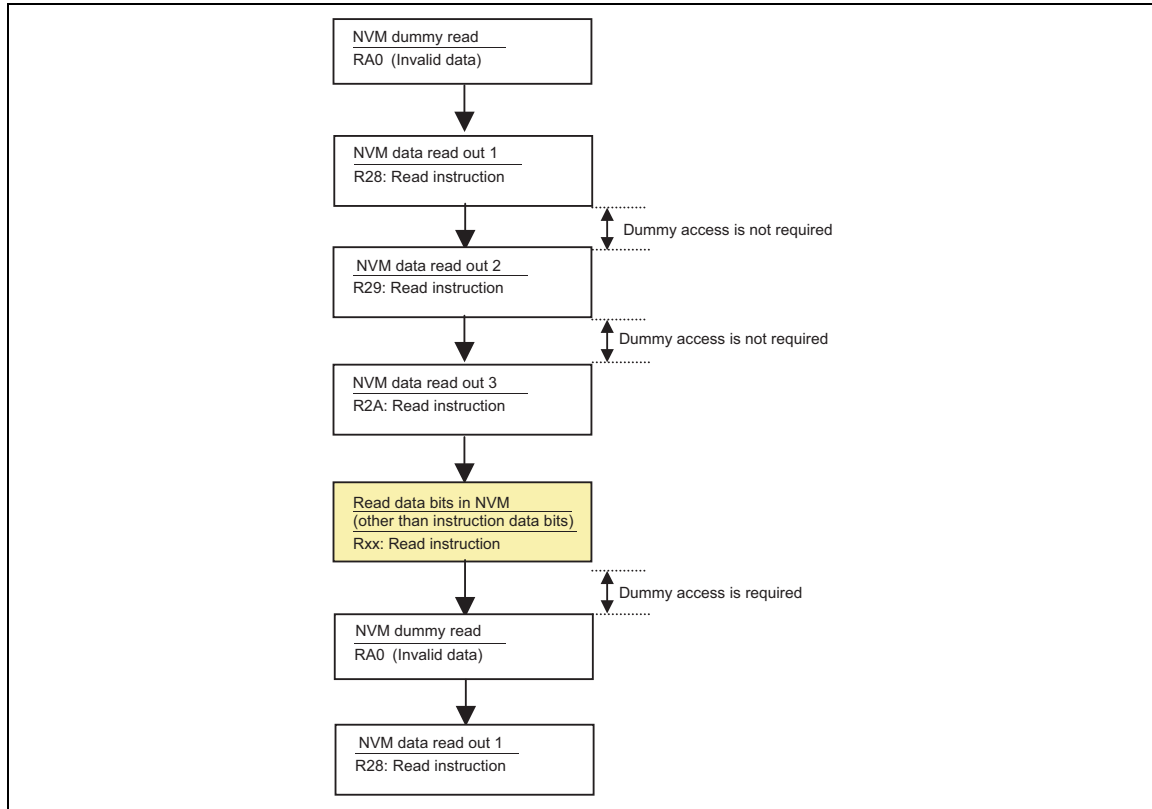 NVM dummy read
RA0 (Invalid data)
NVM data read out 1
R28: Read instruction
Dummy access is not required
NVM data read out 2
R29: Read instruction
Dummy access is not required
NVM data read out 3
R2A: Read instruction
Read data bits in NVM
(other than instruction data bits)
Rxx: Read instruction
Dummy access is required
NVM dummy read
RA0 (Invalid data)
NVM data read out 1
R28: Read instruction